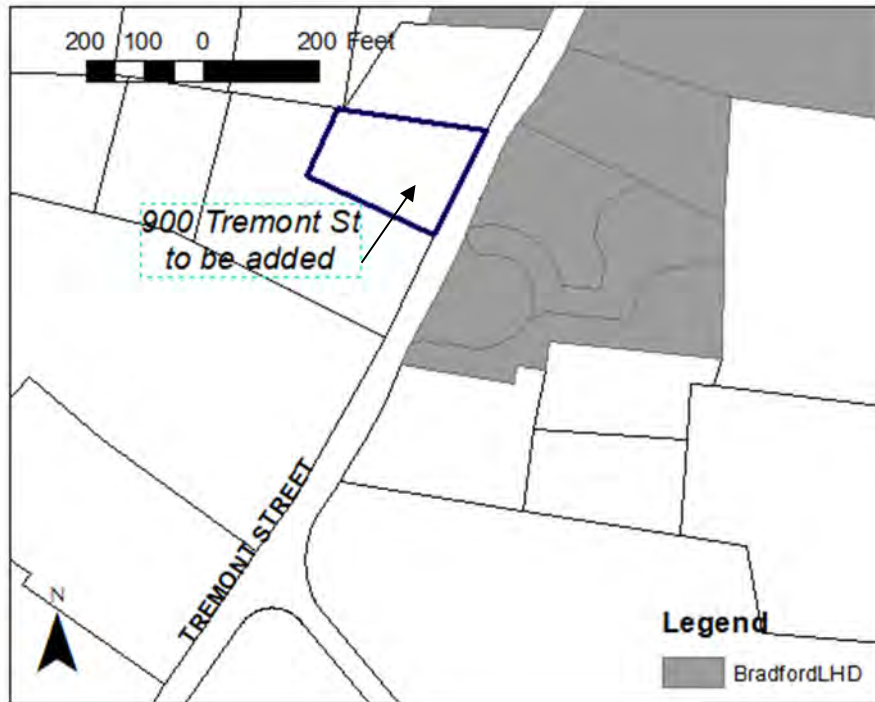 200 100 0 200 Feet
900 Tremont St
to be added
TREMONT STREET
N
Legend
BradfordLHD